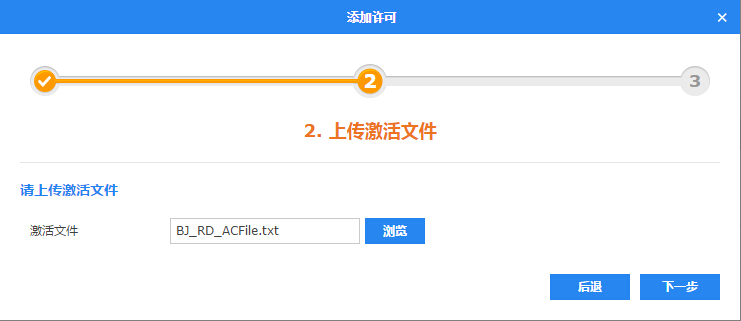 添加许可
2
3
2. 上传激活文件
请上传激活文件
激活文件 BJ_RD_ACFile.txt 浏览
后退 下一步